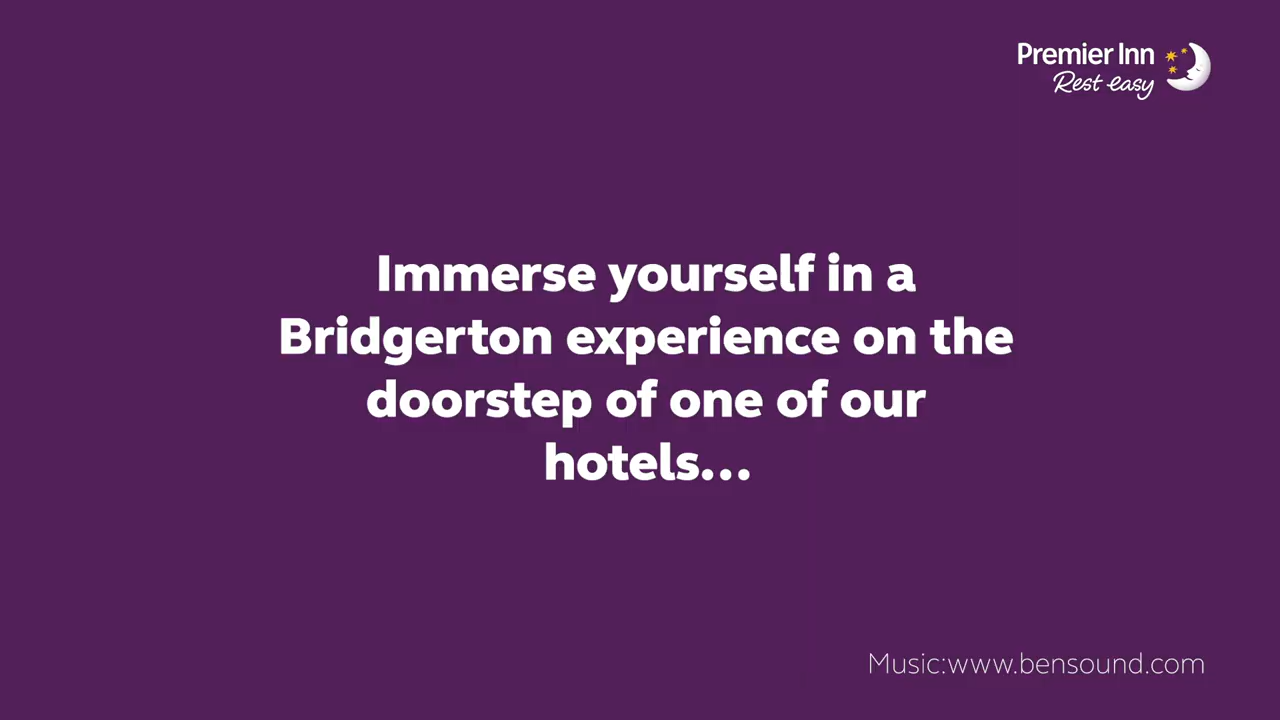 Premier Inn
Rest easy
Immerse yourself in a
Bridgerton experience on the
doorstep of one of our
hotels...
Music:www.bensound.com